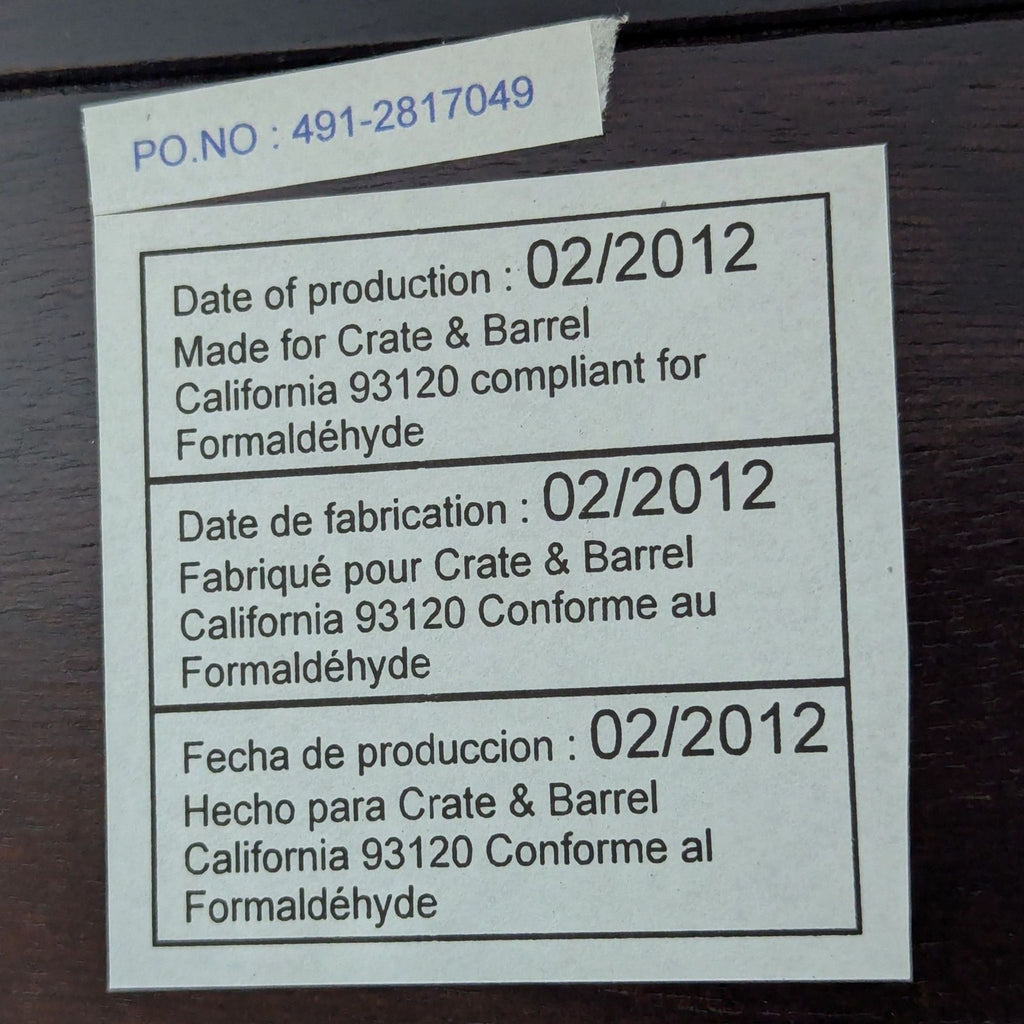 PO.NO : 491-2817049
Date of production : 02/2012
Made for Crate & Barrel
California 93120 compliant for
Formaldéhyde
Date de fabrication : 02/2012
Fabriqué pour Crate & Barrel
California 93120 Conforme au
Formaldéhyde
Fecha de produccion : 02/2012
Hecho para Crate & Barrel
California 93120 Conforme al
Formaldéhyde